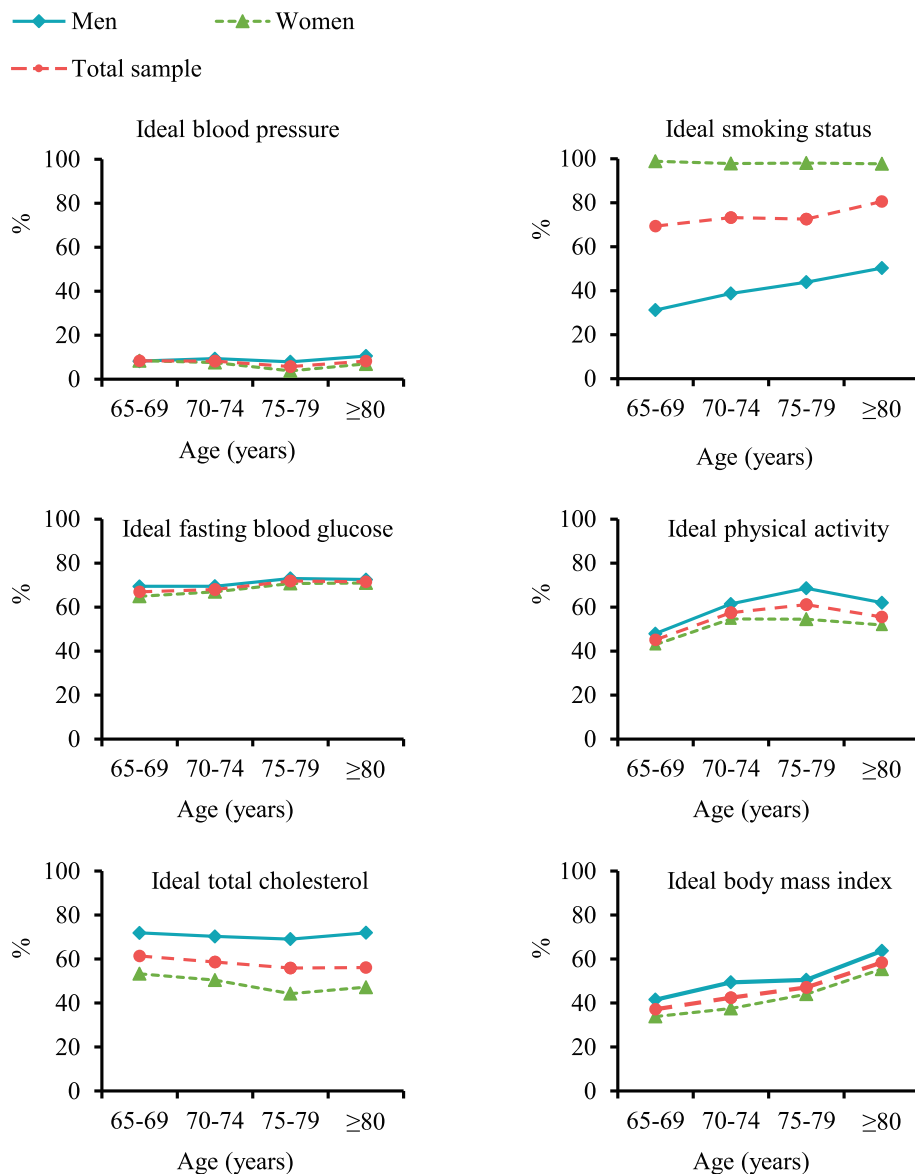 Men
Women
Total sample
Ideal blood pressure
100
80
60
40
20
0
%
65-69 70-74 75-79 ≥80
Age (years)
Ideal smoking status
100
80
60
40
20
0
%
65-69 70-74 75-79 ≥80
Age (years)
Ideal fasting blood glucose
100
80
60
40
20
0
%
65-69 70-74 75-79 ≥80
Age (years)
Ideal physical activity
100
80
60
40
20
0
%
65-69 70-74 75-79 ≥80
Age (years)
Ideal total cholesterol
100
80
60
40
20
0
%
65-69 70-74 75-79 ≥80
Age (years)
Ideal body mass index
100
80
60
40
20
0
%
65-69 70-74 75-79 ≥80
Age (years)